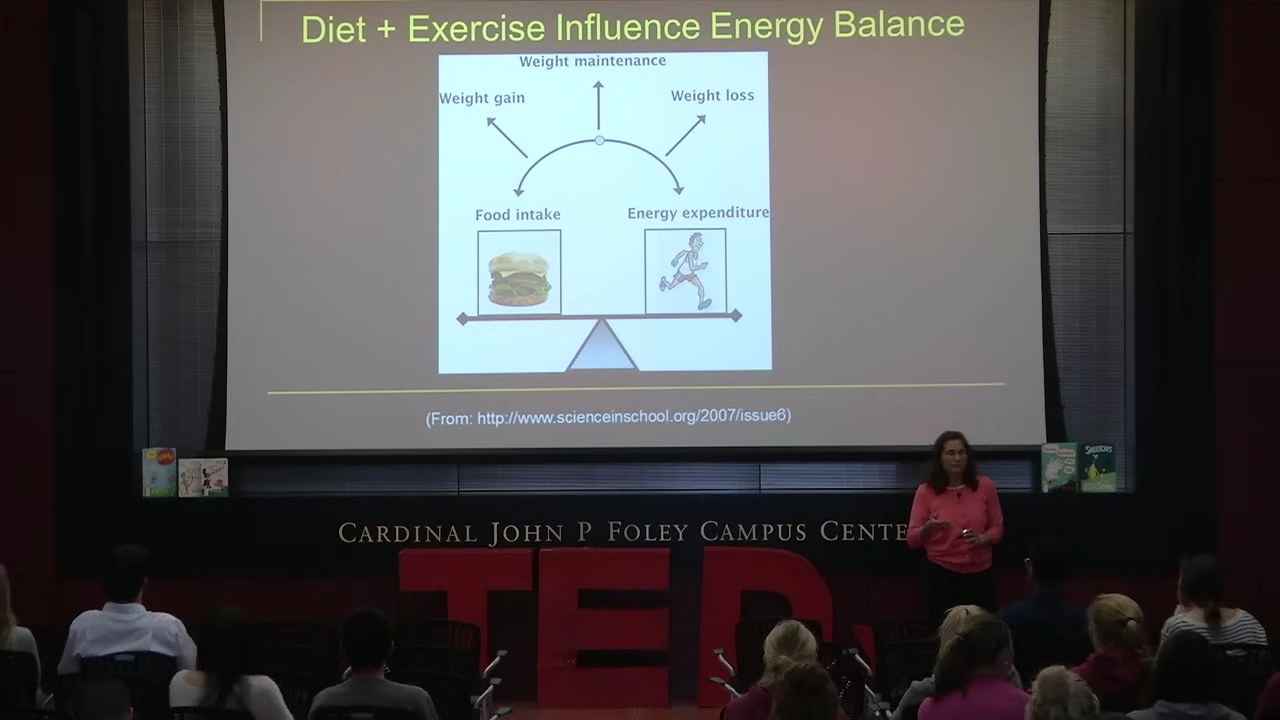 Diet + Exercise Influence Energy Balance
Weight maintenance
Weight gain
Weight loss
Food intake
Energy expenditure
(From: http://www.scienceinschool.org/2007/issue6)
SNEETCHES
CARDINAL JOHN P FOLEY CAMPUS CENTE
TED